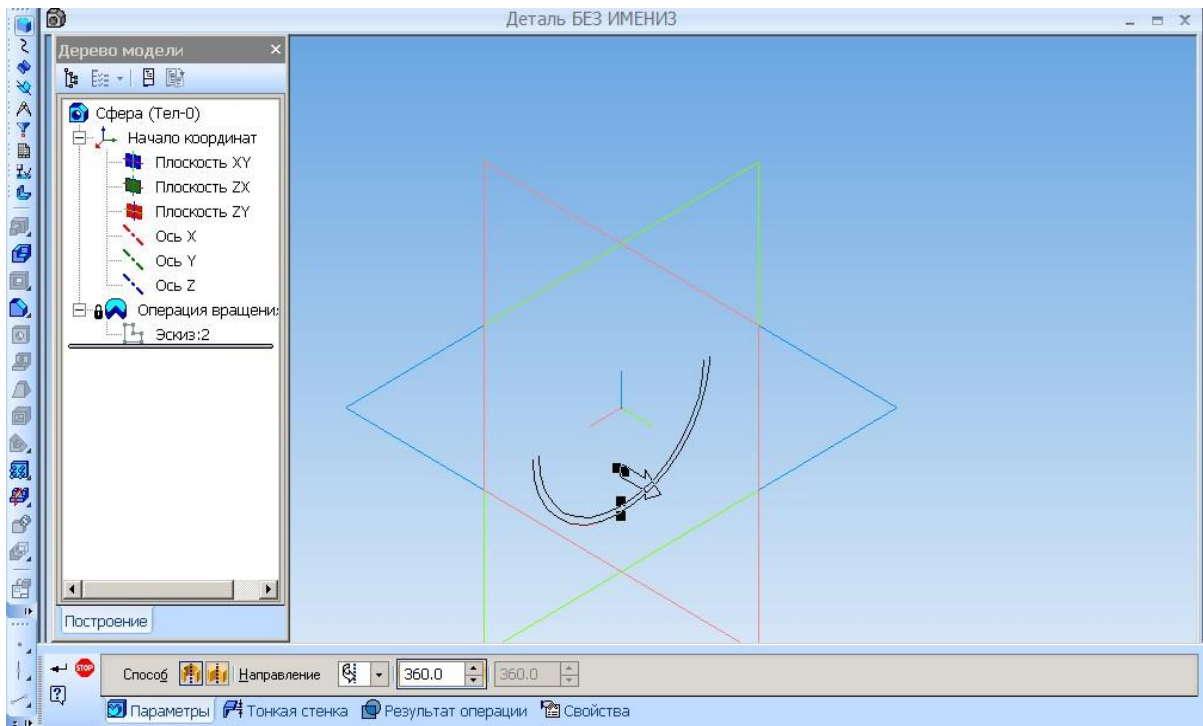 Деталь БЕЗ ИМЕНИ3
Дерево модели
Сфера (Тел-0)
Начало координат
Плоскость XY
Плоскость ZX
Плоскость ZY
Ось X
Ось Y
Ось Z
Операция вращени
Эскиз:2
Построение
Способ Направление 360.0 360.0
STOP
Параметры Тонкая стенка Результат операции Свойства